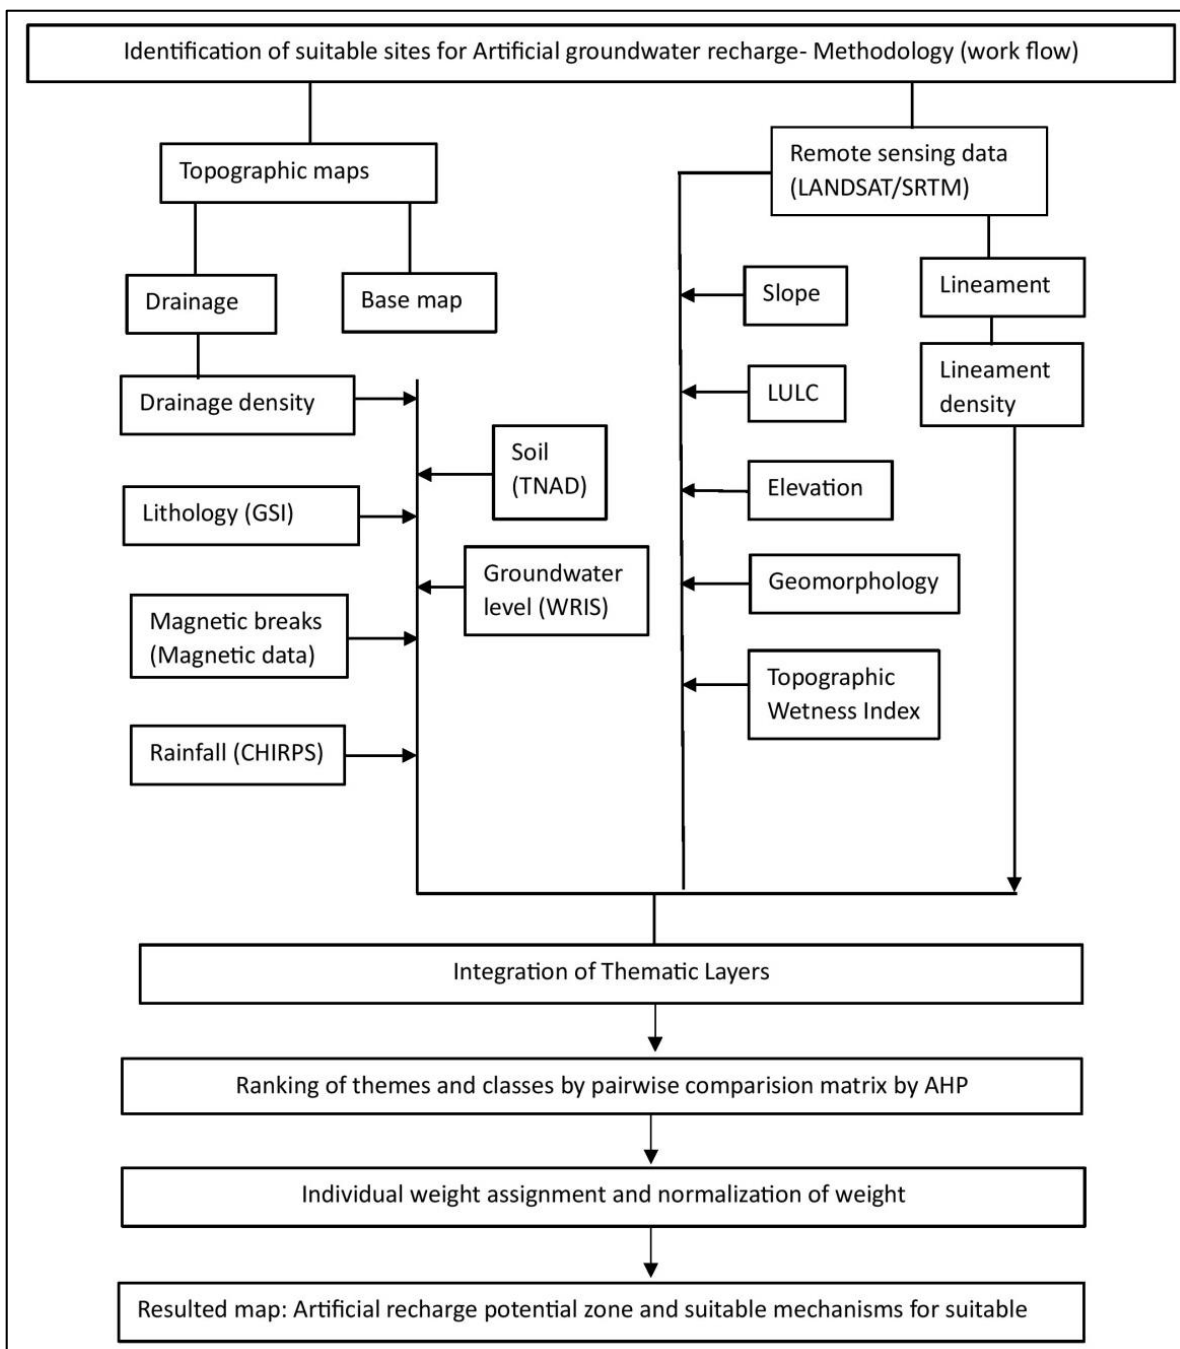 Identification of suitable sites for Artificial groundwater recharge- Methodology (work flow)
Topographic maps
Remote sensing data
(LANDSAT/SRTM)
Drainage
Base map
Slope
Lineament
Drainage density
LULC
Lineament
density
Soil
(TNAD)
Lithology (GSI)
Elevation
Groundwater
level (WRIS)
Geomorphology
Magnetic breaks
(Magnetic data)
Topographic
Wetness Index
Rainfall (CHIRPS)
Integration of Thematic Layers
Ranking of themes and classes by pairwise comparision matrix by AHP
Individual weight assignment and normalization of weight
Resulted map: Artificial recharge potential zone and suitable mechanisms for suitable